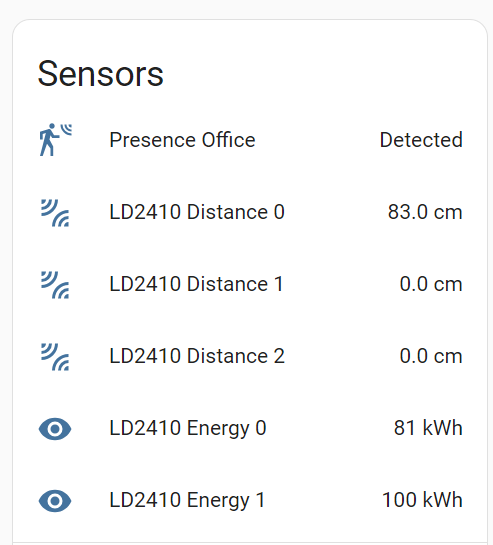 Sensors
Presence Office Detected
LD2410 Distance 0 83.0 cm
LD2410 Distance 1 0.0 cm
LD2410 Distance 2 0.0 cm
LD2410 Energy 0 81 kWh
LD2410 Energy 1 100 kWh